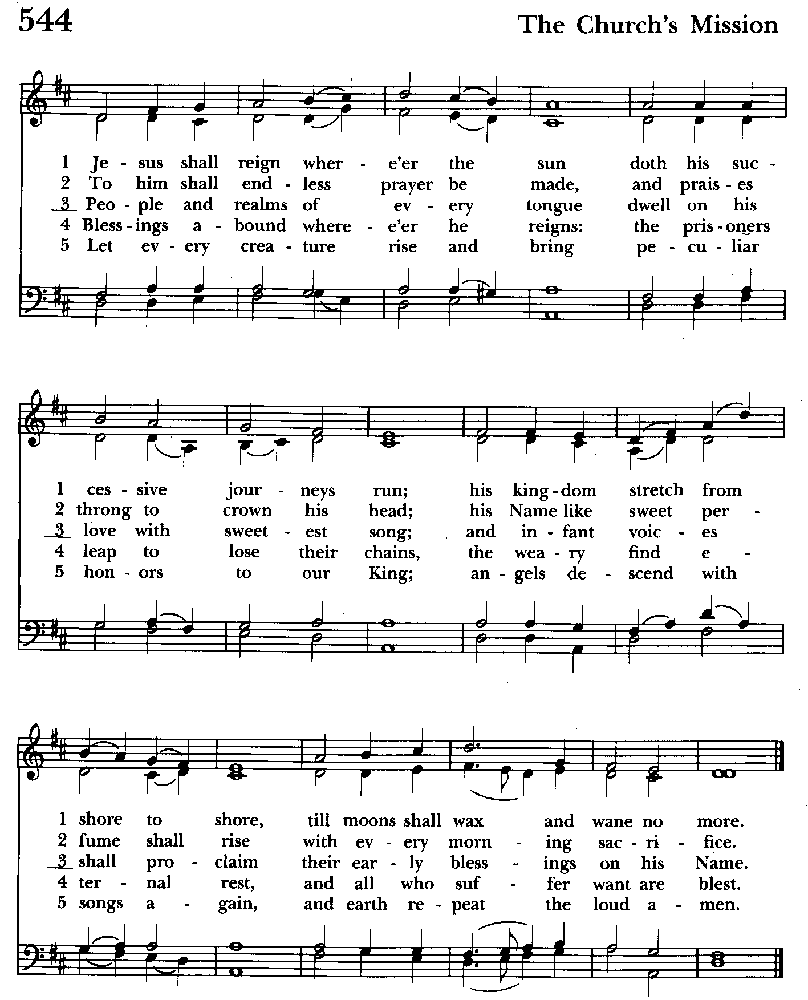 544 The Church's Mission
1 Je - sus shall reign wher - e'er the sun doth his suc -
2 To him shall end - less prayer be made, and prais - es
3 Peo - ple and realms of ev - ery tongue dwell on his
4 Bless - ings a - bound where - e'er he reigns: the pris - oners
5 Let ev - ery crea - ture rise and bring pe - cu - liar
1 ces - sive jour - neys run; his king - dom stretch from
2 throng to crown his head; his Name like sweet per -
3 love with sweet - est song; and in - fant voic - es
4 leap to lose their chains, the wea - ry find e -
5 hon - ors to our King; an - gels de - scend with
1 shore to shore, till moons shall wax and wane no more.
2 fume shall rise with ev - ery morn - ing sac - ri - fice.
3 shall pro - claim their ear - ly bless - ings on his Name.
4 ter - nal rest, and all who suf - fer want are blest.
5 songs a - gain, and earth re - peat the loud a - men.